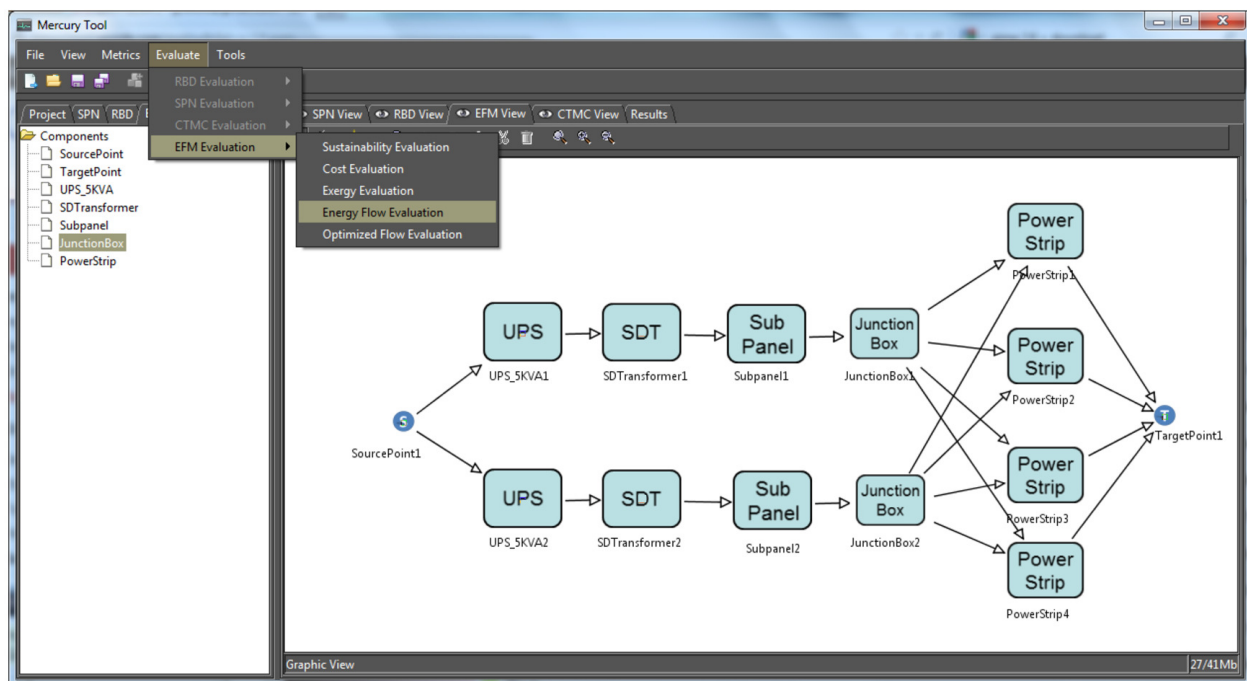 Mercury Tool
File View Metrics Evaluate Tools
RBD Evaluation
SPN Evaluation
CTMC Evaluation
EFM Evaluation
Sustainability Evaluation
Cost Evaluation
Exergy Evaluation
Energy Flow Evaluation
Optimized Flow Evaluation
Project SPN RBD
SPN View RBD View EFM View CTMC View Results
Components
SourcePoint
TargetPoint
UPS_5KVA
SDTransformer
Subpanel
JunctionBox
PowerStrip
Power
Strip
PowerStrip1
UPS
SDT
Sub
Panel
Junction
Box
Power
Strip
UPS_5KVA1
SDTransformer1
Subpanel1
JunctionBox1
PowerStrip2
S
T
SourcePoint1
TargetPoint1
UPS
SDT
Sub
Panel
Junction
Box
Power
Strip
UPS_5KVA2
SDTransformer2
Subpanel2
JunctionBox2
PowerStrip3
Power
Strip
PowerStrip4
Graphic View
27/41Mb